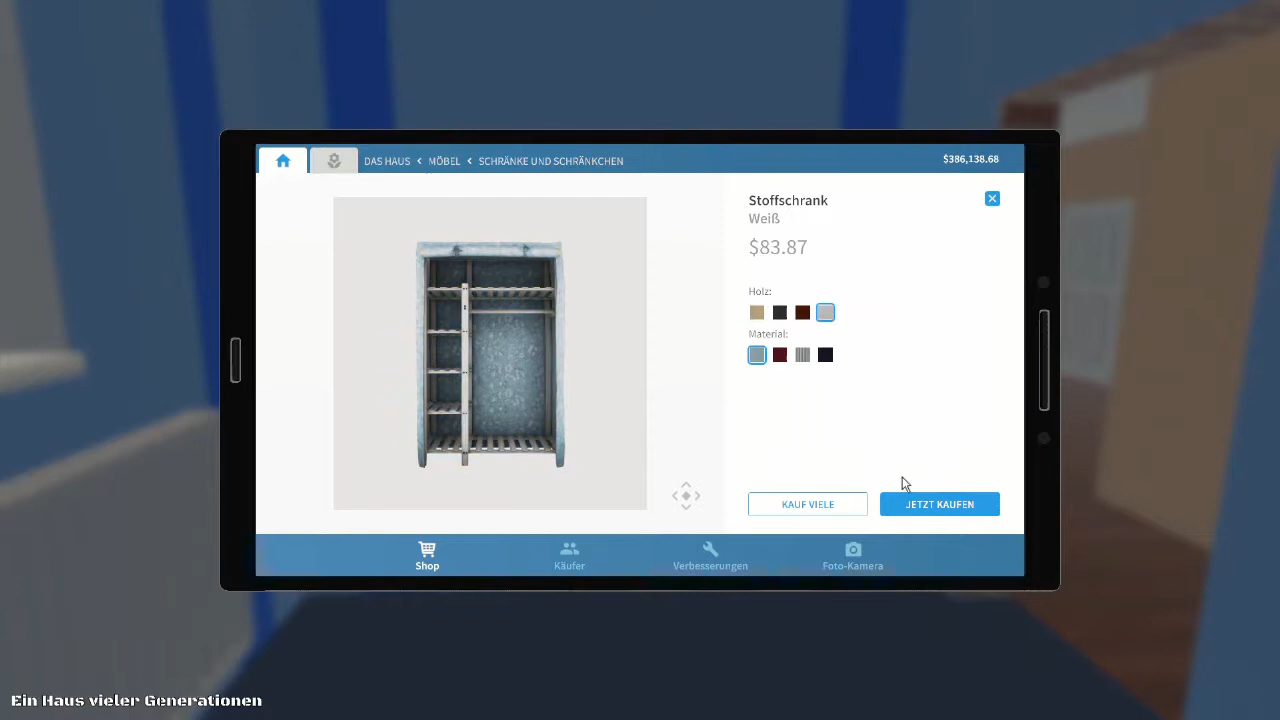 DAS HAUS < MÖBEL < SCHRÄNKE UND SCHRÄNKCHEN
$386,138.68
Stoffschrank
Weiß
$83.87
Holz:
Material:
KAUF VIELE
JETZT KAUFEN
Shop
Käufer
Verbesserungen
Foto-Kamera
Ein Haus vieler Generationen